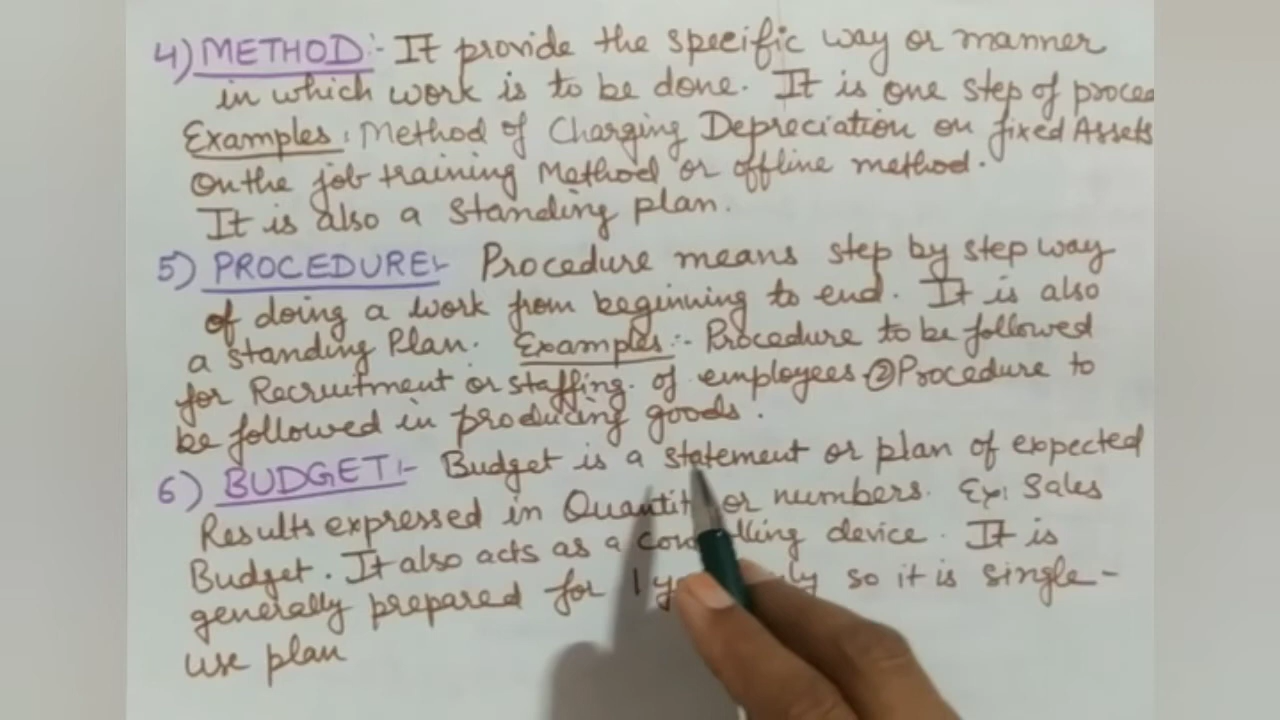 4) METHOD :- It provide the specific way or manner
in which work is to be done. It is one step of proced
Examples : Method of Charging Depreciation on fixed Assets
On the job training Method or offline method.
It is also a standing plan.
5) PROCEDURE:- Procedure means step by step way
of doing a work from beginning to end. It is also
a standing Plan. Examples :- Procedure to be followed
for Recruitment or staffing. of employees. ② Procedure to
be followed in producing goods.
6) BUDGET:- Budget is a statement or plan of expected
Results expressed in Quantit or numbers. Ex: Sales
Budget. It also acts as a device. It is
generally prepared for 1 so it is single-
use plan